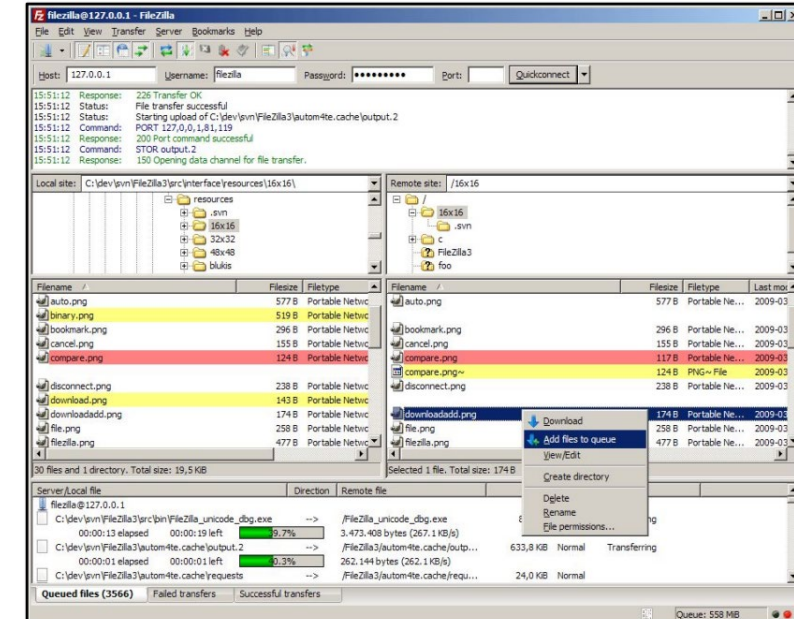 filezilla@127.0.0.1 - FileZilla
File Edit View Transfer Server Bookmarks Help
Host: 127.0.0.1 Username: filezilla Password: ●●●●●●●●● Port: Quickconnect
15:51:12 Response: 226 Transfer OK
15:51:12 Status: File transfer successful
15:51:12 Status: Starting upload of C:\dev\svn\FileZilla3\autom4te.cache\output.2
15:51:12 Command: PORT 127,0,0,1,81,119
15:51:12 Response: 200 Port command successful
15:51:12 Command: STOR output.2
15:51:12 Response: 150 Opening data channel for file transfer.
Local site: C:\dev\svn\FileZilla3\src\interface\resources\16x16\
resources
.svn
16x16
32x32
48x48
blukis
Remote site: /16x16
/
16x16
.svn
c
FileZilla3
foo
Filename Filesize Filetype
auto.png 577 B Portable Netwo
binary.png 519 B Portable Netwo
bookmark.png 296 B Portable Netwo
cancel.png 155 B Portable Netwo
compare.png 124 B Portable Netwo
disconnect.png 238 B Portable Netwo
download.png 143 B Portable Netwo
downloadadd.png 174 B Portable Netwo
file.png 258 B Portable Netwo
filezilla.png 477 B Portable Netwo
30 files and 1 directory. Total size: 19,5 KiB
Filename Filesize Filetype Last mo
auto.png 577 B Portable Ne... 2009-03
bookmark.png 296 B Portable Ne... 2009-03
cancel.png 155 B Portable Ne... 2009-03
compare.png 117 B Portable Ne... 2009-03
compare.png~ 124 B PNG~ File 2009-03
disconnect.png 238 B Portable Ne... 2009-03
downloadadd.png 174 B Portable Ne... 2009-03
file.png 258 B Portable Ne... 2009-03
filezilla.png 477 B Portable Ne... 2009-03
Selected 1 file. Total size: 174 B
Download
Add files to queue
View/Edit
Create directory
Delete
Rename
File permissions...
Server/Local file Direction Remote file
filezilla@127.0.0.1
C:\dev\svn\FileZilla3\src\bin\FileZilla_unicode_dbg.exe --> /FileZilla_unicode_dbg.exe
00:00:13 elapsed 00:00:19 left 39.7% 3.473.408 bytes (267.1 KB/s)
C:\dev\svn\FileZilla3\autom4te.cache\output.2 --> /FileZilla3/autom4te.cache/outp... 633,8 KiB Normal Transferring
00:00:01 elapsed 00:00:01 left 40.3% 262.144 bytes (262.1 KB/s)
C:\dev\svn\FileZilla3\autom4te.cache\requests --> /FileZilla3/autom4te.cache/requ... 24,0 KiB Normal
Queued files (3566) Failed transfers Successful transfers
Queue: 558 MiB